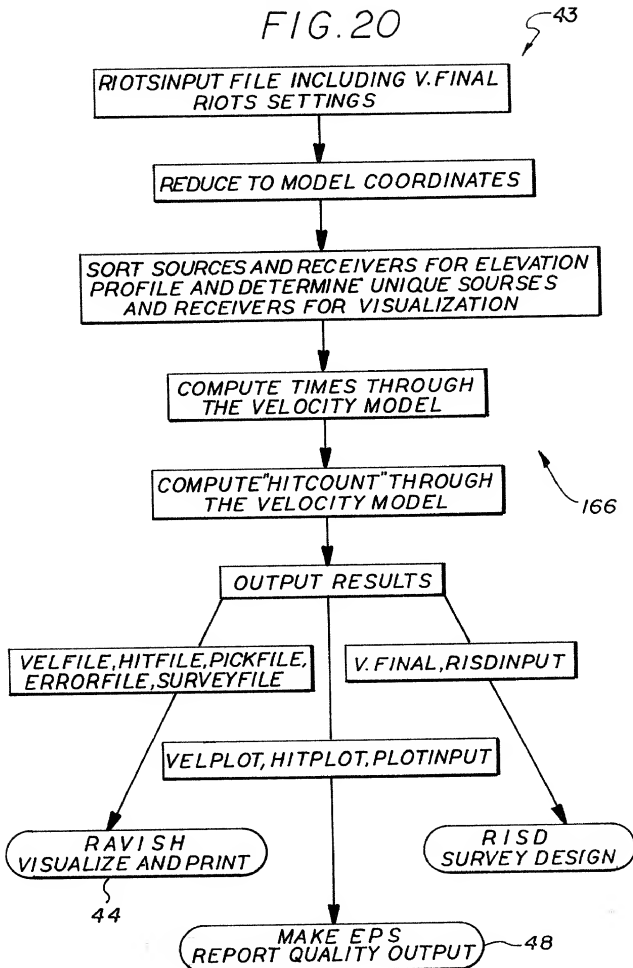 FIG.20
43
RIOTSINPUT FILE INCLUDING V.FINAL
RIOTS SETTINGS
REDUCE TO MODEL COORDINATES
SORT SOURCES AND RECEIVERS FOR ELEVATION
PROFILE AND DETERMINE UNIQUE SOURSES
AND RECEIVERS FOR VISUALIZATION
COMPUTE TIMES THROUGH
THE VELOCITY MODEL
COMPUTE "HITCOUNT" THROUGH
THE VELOCITY MODEL
166
OUTPUT RESULTS
VELFILE,HITFILE,PICKFILE,
ERRORFILE,SURVEYFILE
V.FINAL,RISDINPUT
VELPLOT,HITPLOT,PLOTINPUT
RAVISH
VISUALIZE AND PRINT
44
RISD
SURVEY DESIGN
MAKE EPS
REPORT QUALITY OUTPUT
48